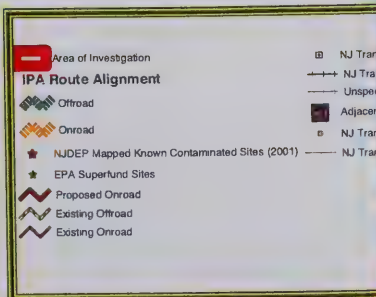 Area of Investigation
IPA Route Alignment
Offroad
Onroad
NJDEP Mapped Known Contaminated Sites (2001)
EPA Superfund Sites
Proposed Onroad
Existing Offroad
Existing Onroad
NJ Tran
NJ Tra
Unspe
Adjacen
NJ Tran
NJ Tran